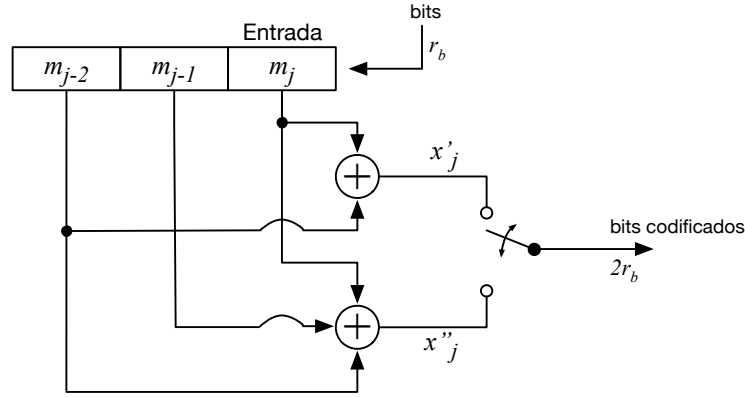 bits
Entrada
r_b
m_{j-2} m_{j-1} m_j
x'_j
bits codificados
2r_b
x''_j